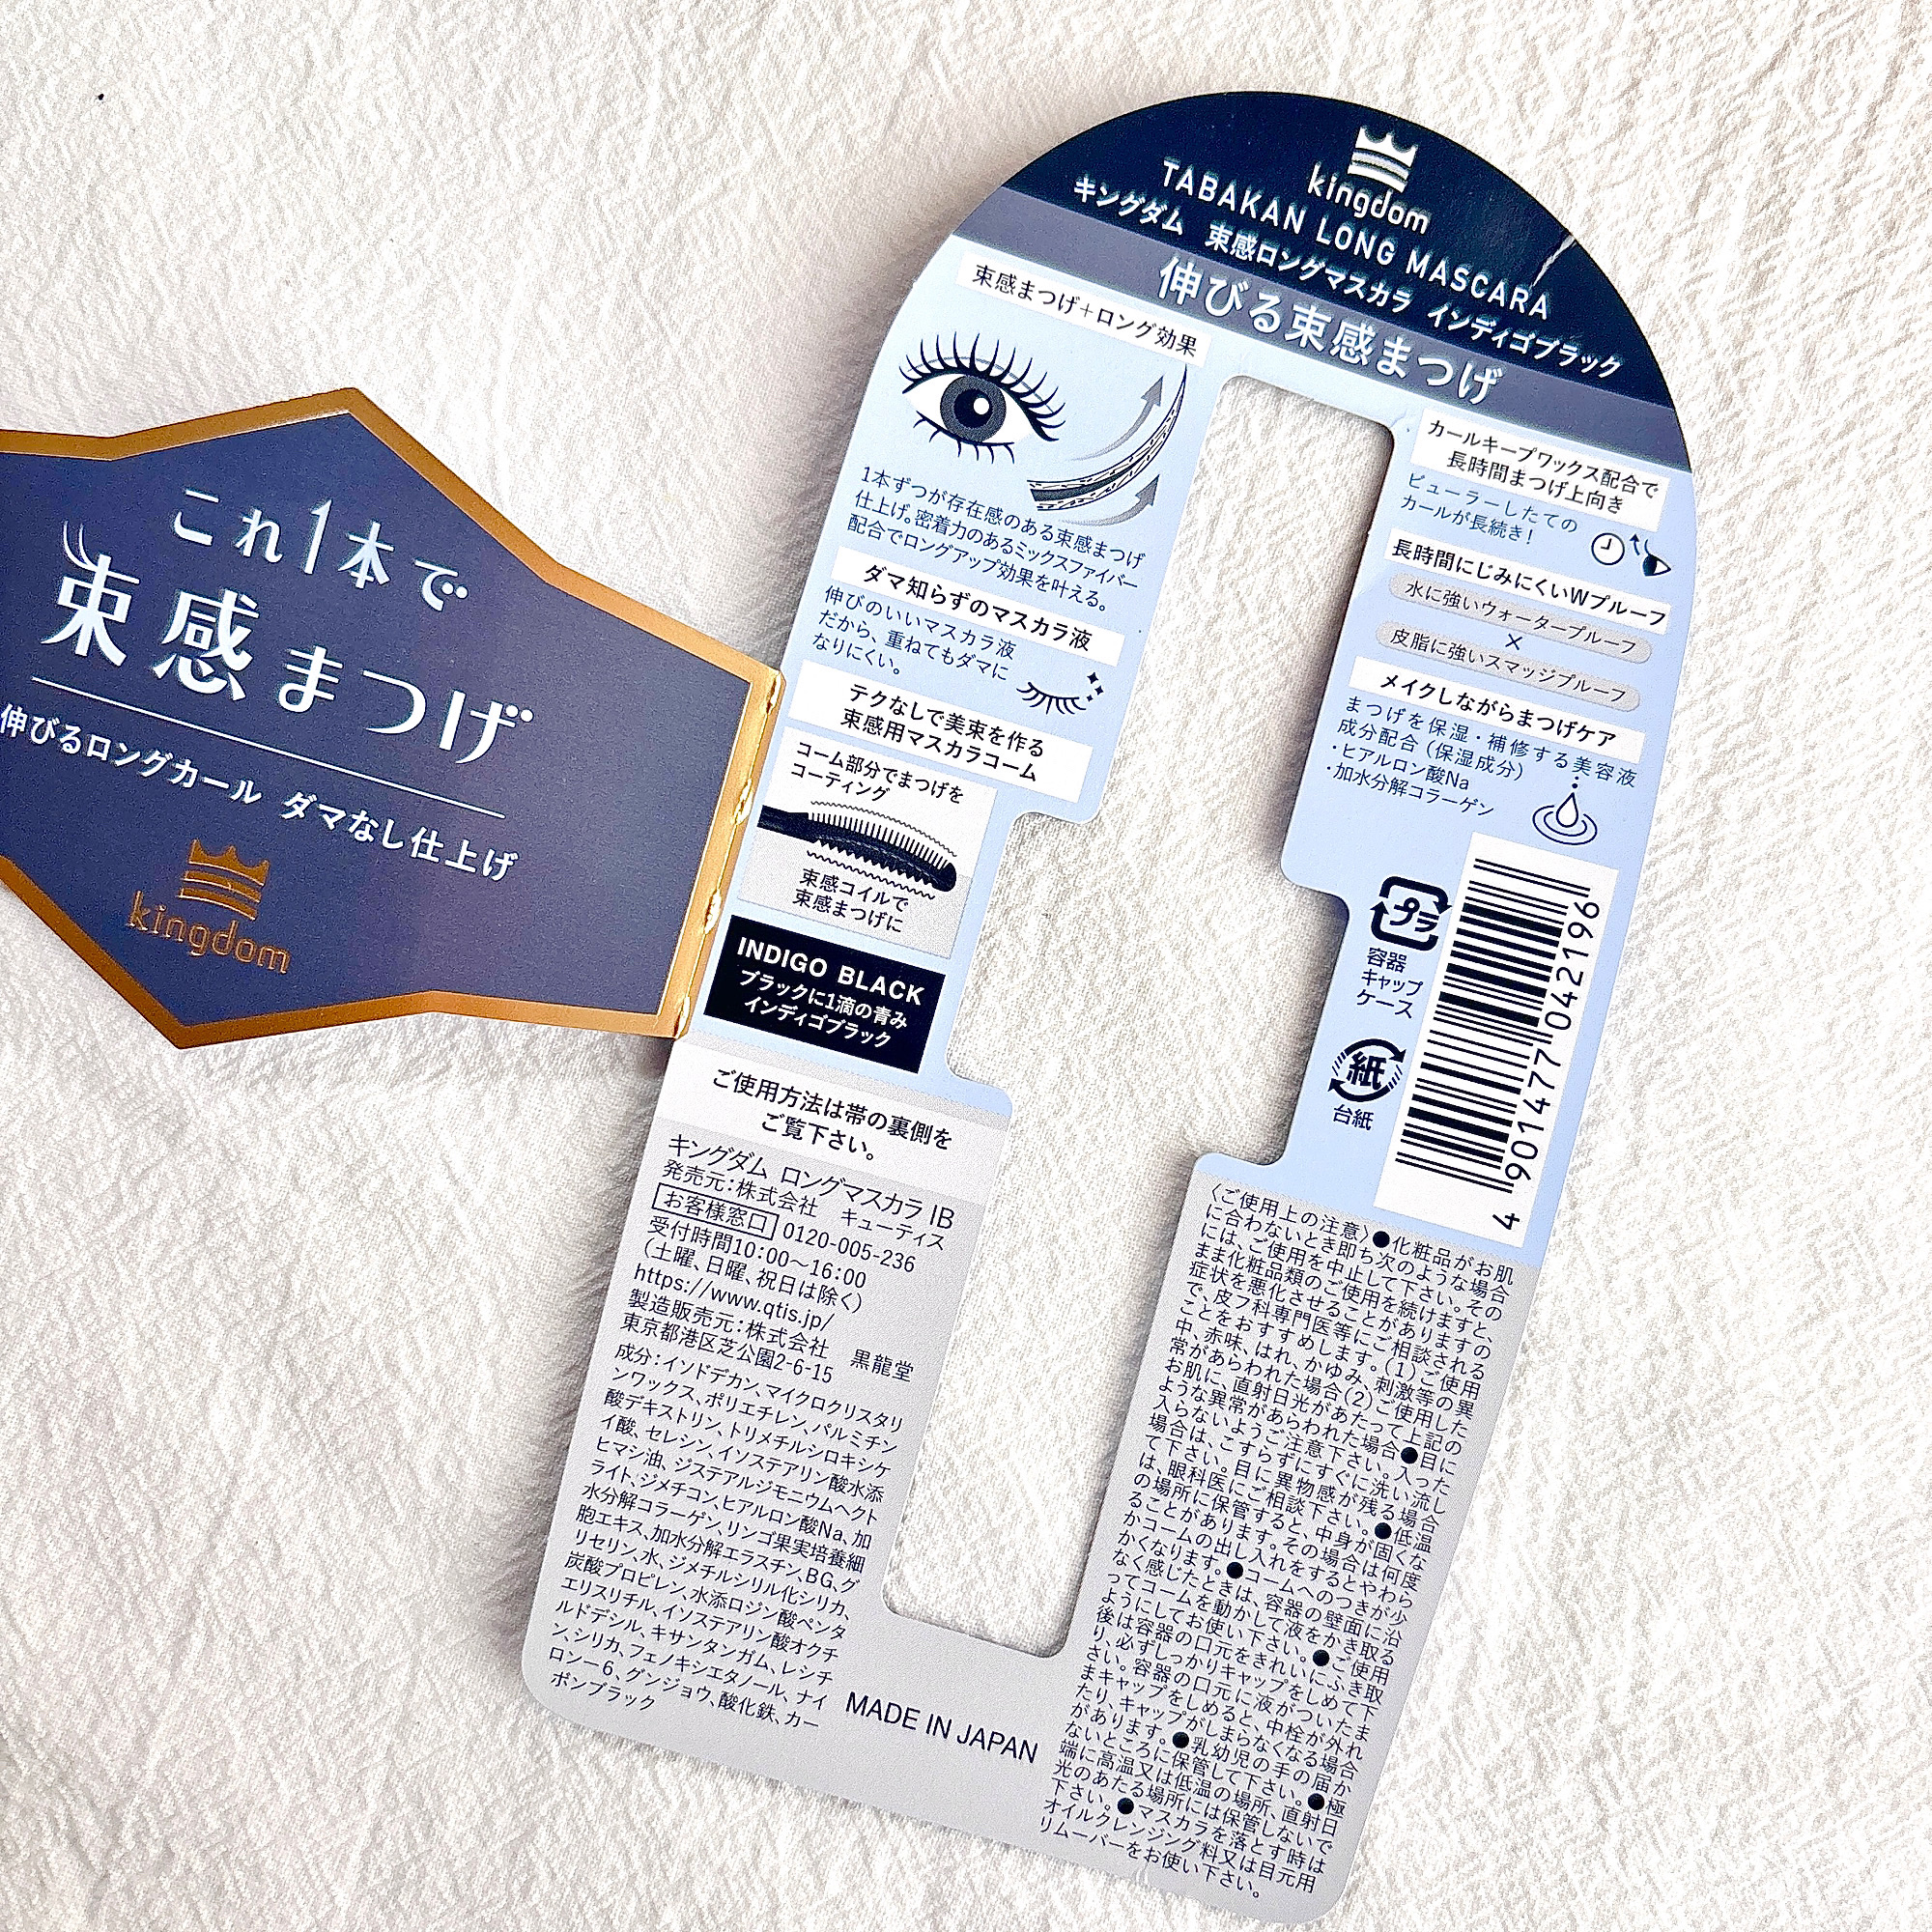 これ1本で
束感まつげ
伸びるロングカール ダマなし仕上げ
kingdom
kingdom
TABAKAN LONG MASCARA
キングダム 束感ロングマスカラ インディゴブラック
伸びる束感まつげ
束感まつげ+ロング効果
1本ずつが存在感のある束感まつげ
仕上げ。密着力のあるミックスファイバー
配合でロングアップ効果を叶える。
ダマ知らずのマスカラ液
伸びのいいマスカラ液
だから、重ねてもダマに
なりにくい。
テクなしで美束を作る
束感用マスカラコーム
コーム部分でまつげを
コーティング
束感コイルで
束感まつげに
INDIGO BLACK
ブラックに1滴の青み
インディゴブラック
ご使用方法は帯の裏側を
ご覧下さい。
キングダム ロングマスカラ IB
発売元:株式会社 キューティス
お客様窓口 0120-005-236
受付時間10:00〜16:00
(土曜、日曜、祝日は除く)
https://www.qtis.jp/
製造販売元:株式会社 黒龍堂
東京都港区芝公園2-6-15
成分:イソドデカン、マイクロクリスタリ
ンワックス、ポリエチレン、パルミチン
酸デキストリン、トリメチルシロキシケ
イ酸、セレシン、イソステアリン酸水添
ヒマシ油、ジステアルジモニウムヘクト
ライト、ジメチコン、ヒアルロン酸Na、加
水分解コラーゲン、リンゴ果実培養細
胞エキス、加水分解エラスチン、BG、グ
リセリン、水、ジメチルシリル化シリカ、
炭酸プロピレン、水添ロジン酸ペンタ
エリスリチル、イソステアリン酸オクチ
ルドデシル、キサンタンガム、レシチ
ン、シリカ、フェノキシエタノール、ナイ
ロン-6、グンジョウ、酸化鉄、カー
ボンブラック
MADE IN JAPAN
カールキープワックス配合で
長時間まつげ上向き
ビューラーしたての
カールが長続き!
長時間にじみにくいWプルーフ
水に強いウォータープルーフ
×
皮脂に強いスマッジプルーフ
メイクしながらまつげケア
まつげを保湿・補修する美容液
成分配合(保湿成分)
・ヒアルロン酸Na
・加水分解コラーゲン
プラ
容器
キャップ
ケース
紙
台紙
4 901477 042196
〈ご使用上の注意〉●化粧品がお肌
に合わないとき即ち次のような場合
には、ご使用を中止して下さい。その
まま化粧品類のご使用を続けますと、
症状を悪化させることがありますの
で、皮フ科専門医等にご相談される
ことをおすすめします。(1)ご使用
中、赤味、はれ、かゆみ、刺激等の異
常があらわれた場合(2)ご使用した
お肌に、直射日光があたって上記の
ような異常があらわれた場合●目に
入らないようご注意下さい。入った
場合は、こすらずにすぐに洗い流し
て下さい。目に異物感が残る場合
は、眼科医にご相談下さい。●低温
の場所に保管すると、中身が固くな
ることがあります。その場合は何度
かコームの出し入れをするとやわら
かくなります。●コームへのつきが少
なく感じたときは、容器の壁面に沿
ってコームを動かして液をかき取る
ようにしてお使い下さい。●ご使用
後は容器の口元をきれいにふき取
り、必ずしっかりキャップをしめて下
さい。容器の口元に液がついたま
まキャップをしめると、中栓が外れ
たり、キャップがしまらなくなる場合
があります。●乳幼児の手の届か
ないところに保管して下さい。●極
端に高温又は低温の場所、直射日
光のあたる場所には保管しないで
下さい。●マスカラを落とす時は
オイルクレンジング料又は目元用
リムーバーをお使い下さい。